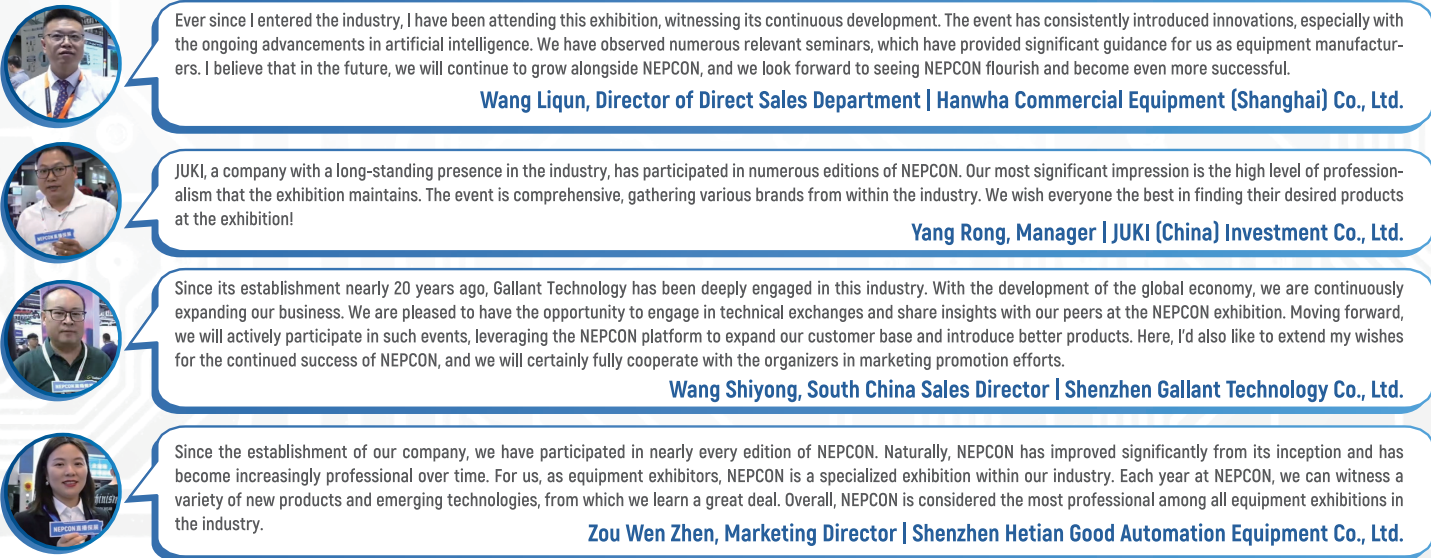 Ever since I entered the industry, I have been attending this exhibition, witnessing its continuous development. The event has consistently introduced innovations, especially with
the ongoing advancements in artificial intelligence. We have observed numerous relevant seminars, which have provided significant guidance for us as equipment manufactur-
ers. I believe that in the future, we will continue to grow alongside NEPCON, and we look forward to seeing NEPCON flourish and become even more successful.
Wang Liqun, Director of Direct Sales Department | Hanwha Commercial Equipment (Shanghai) Co., Ltd.
JUKI, a company with a long-standing presence in the industry, has participated in numerous editions of NEPCON. Our most significant impression is the high level of profession-
alism that the exhibition maintains. The event is comprehensive, gathering various brands from within the industry. We wish everyone the best in finding their desired products
at the exhibition!
Yang Rong, Manager | JUKI (China) Investment Co., Ltd.
Since its establishment nearly 20 years ago, Gallant Technology has been deeply engaged in this industry. With the development of the global economy, we are continuously
expanding our business. We are pleased to have the opportunity to engage in technical exchanges and share insights with our peers at the NEPCON exhibition. Moving forward,
we will actively participate in such events, leveraging the NEPCON platform to expand our customer base and introduce better products. Here, I'd also like to extend my wishes
for the continued success of NEPCON, and we will certainly fully cooperate with the organizers in marketing promotion efforts.
Wang Shiyong, South China Sales Director | Shenzhen Gallant Technology Co., Ltd.
Since the establishment of our company, we have participated in nearly every edition of NEPCON. Naturally, NEPCON has improved significantly from its inception and has
become increasingly professional over time. For us, as equipment exhibitors, NEPCON is a specialized exhibition within our industry. Each year at NEPCON, we can witness a
variety of new products and emerging technologies, from which we learn a great deal. Overall, NEPCON is considered the most professional among all equipment exhibitions in
the industry.
Zou Wen Zhen, Marketing Director | Shenzhen Hetian Good Automation Equipment Co., Ltd.
NEPCON